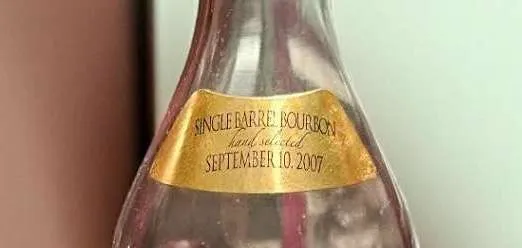 SINGLE BARREL BOURBON
hand selected
SEPTEMBER 10, 2007